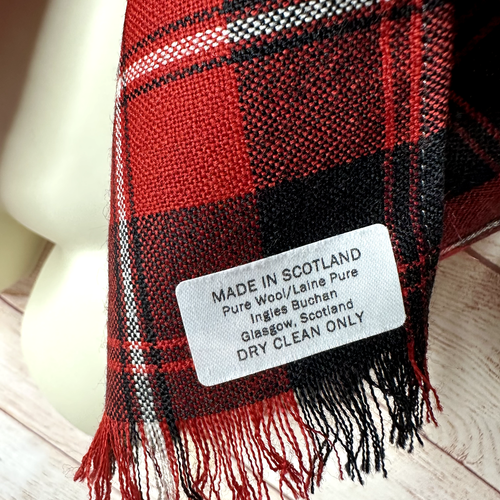 MADE IN SCOTLAND
Pure Wool/Laine Pure
Ingles Buchan
Glasgow, Scotland
DRY CLEAN ONLY